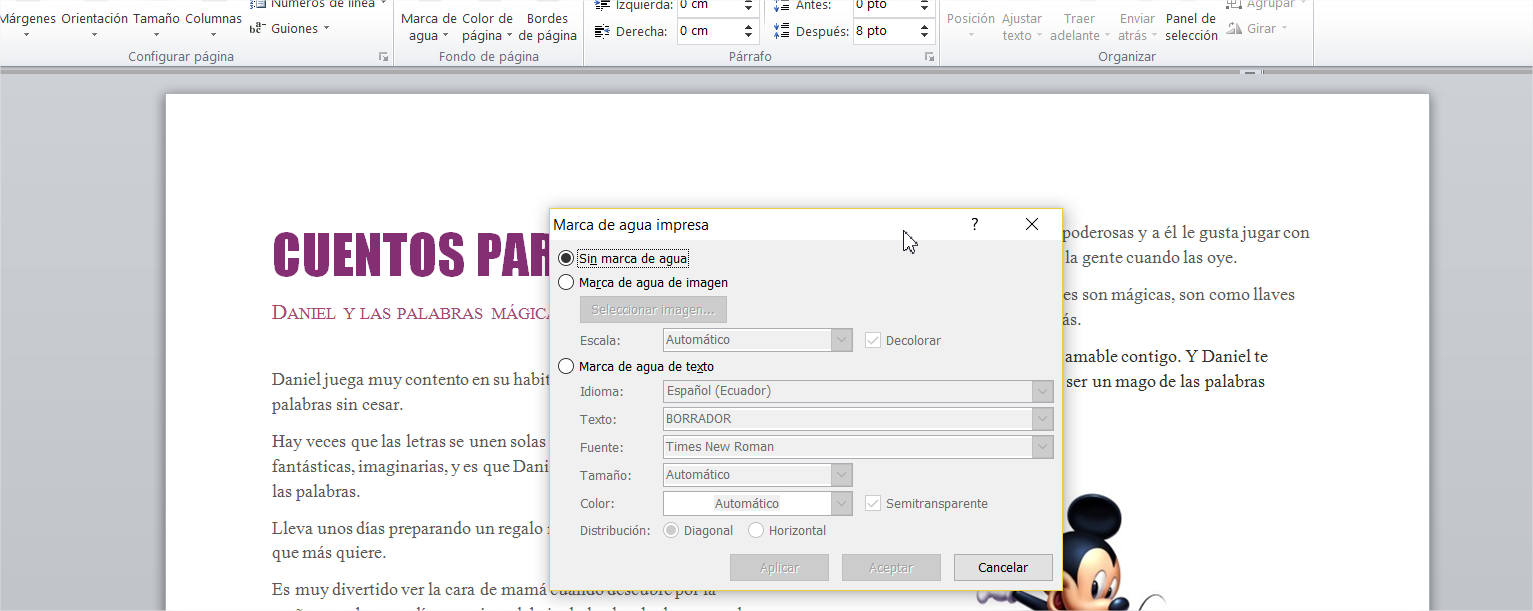 Márgenes Orientación Tamaño Columnas
Números de línea
Guiones
Configurar página
Marca de agua
Color de página
Bordes de página
Fondo de página
Izquierda: 0 cm
Derecha: 0 cm
Antes: 0 pto
Después: 8 pto
Párrafo
Posición
Ajustar texto
Traer adelante
Enviar atrás
Panel de selección
Agrupar
Girar
Organizar
CUENTOS PAR
DANIEL Y LAS PALABRAS MÁGICA
Daniel juega muy contento en su habit
palabras sin cesar.
Hay veces que las letras se unen solas
fantásticas, imaginarias, y es que Dani
las palabras.
Lleva unos días preparando un regalo
que más quiere.
Es muy divertido ver la cara de mamá cuando descubre por la
Marca de agua impresa ?
Sin marca de agua
Marca de agua de imagen
Seleccionar imagen...
Escala: Automático Decolorar
Marca de agua de texto
Idioma: Español (Ecuador)
Texto: BORRADOR
Fuente: Times New Roman
Tamaño: Automático
Color: Automático Semitransparente
Distribución: Diagonal Horizontal
Aplicar Aceptar Cancelar
poderosas y a él le gusta jugar con
la gente cuando las oye.
es son mágicas, son como llaves
ás.
amable contigo. Y Daniel te
ser un mago de las palabras